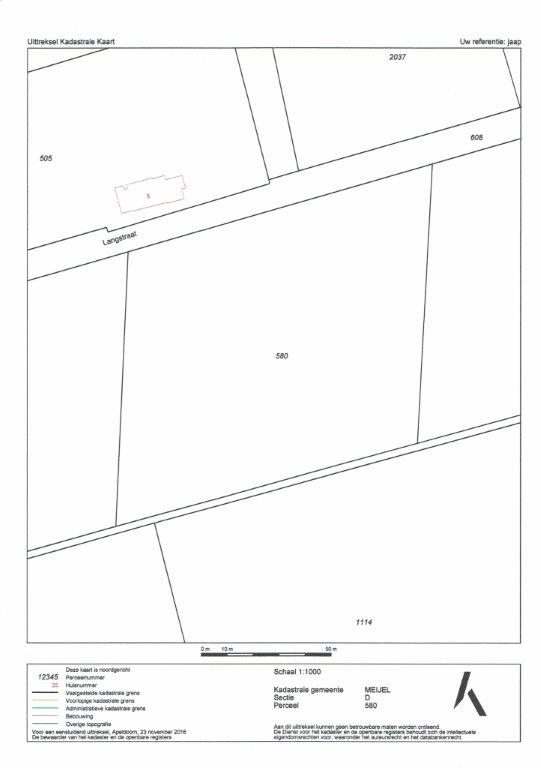 Uittreksel Kadastrale Kaart
Uw referentie: jaap
2037
608
505
Langstraat
580
1114
0 m 10 m 50 m
Deze kaart is noordgericht
12345 Perceelnummer
25 Huisnummer
Vastgestelde kadastrale grens
Voorlopige kadastrale grens
Administratieve kadastrale grens
Bebouwing
Overige topografie
Voor een eensluidend uittreksel, Apeldoorn, 23 november 2016
De bewaarder van het kadaster en de openbare registers
Schaal 1:1000
Kadastrale gemeente MEIJEL
Sectie D
Perceel 580
Aan dit uittreksel kunnen geen betrouwbare maten worden ontleend.
De Dienst voor het kadaster en de openbare registers behoudt zich de intellectuele
eigendomsrechten voor, waaronder het auteursrecht en het databankenrecht.